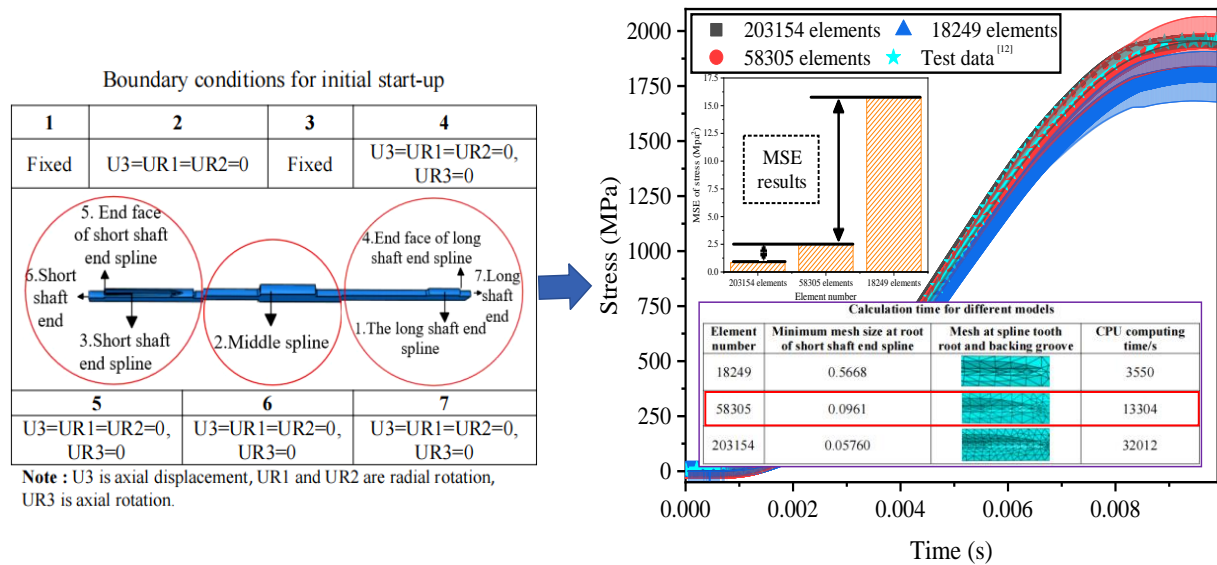 Boundary conditions for initial start-up
1 2 3 4
Fixed U3=UR1=UR2=0 Fixed U3=UR1=UR2=0,
UR3=0
5. End face
of short shaft
end spline
4.End face of long
shaft end spline
6.Short
shaft
end
7.Long
shaft
end
3.Short shaft
end spline
2.Middle spline
1.The long shaft end
spline
5 6 7
U3=UR1=UR2=0, U3=UR1=UR2=0, U3=UR1=UR2=0,
UR3=0 UR3=0 UR3=0
Note : U3 is axial displacement, UR1 and UR2 are radial rotation,
UR3 is axial rotation.
Stress (MPa)
2000
1750
1500
1250
1000
750
500
250
0
203154 elements 18249 elements
58305 elements Test data[12]
MSE of stress (Mpa²)
17.5
15.0
12.5
10.0
7.5
5.0
2.5
0.0
MSE
results
203154 elements 58305 elements 18249 elements
Element number
Calculation time for different models
Element
number
Minimum mesh size at root
of short shaft end spline
Mesh at spline tooth
root and backing groove
CPU computing
time/s
18249 0.5668 3550
58305 0.0961 13304
203154 0.05760 32012
0.000 0.002 0.004 0.006 0.008
Time (s)